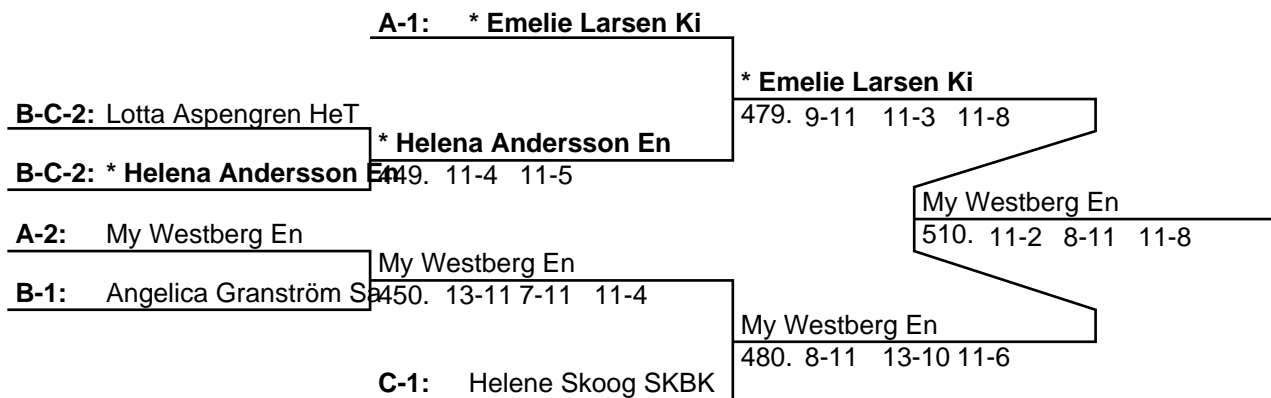 A-1: * Emelie Larsen Ki
* Emelie Larsen Ki
479. 9-11 11-3 11-8
B-C-2: Lotta Aspengren HeT
* Helena Andersson En
449. 11-4 11-5
B-C-2: * Helena Andersson En
My Westberg En
510. 11-2 8-11 11-8
A-2: My Westberg En
My Westberg En
450. 13-11 7-11 11-4
B-1: Angelica Granström Sa
My Westberg En
480. 8-11 13-10 11-6
C-1: Helene Skoog SKBK